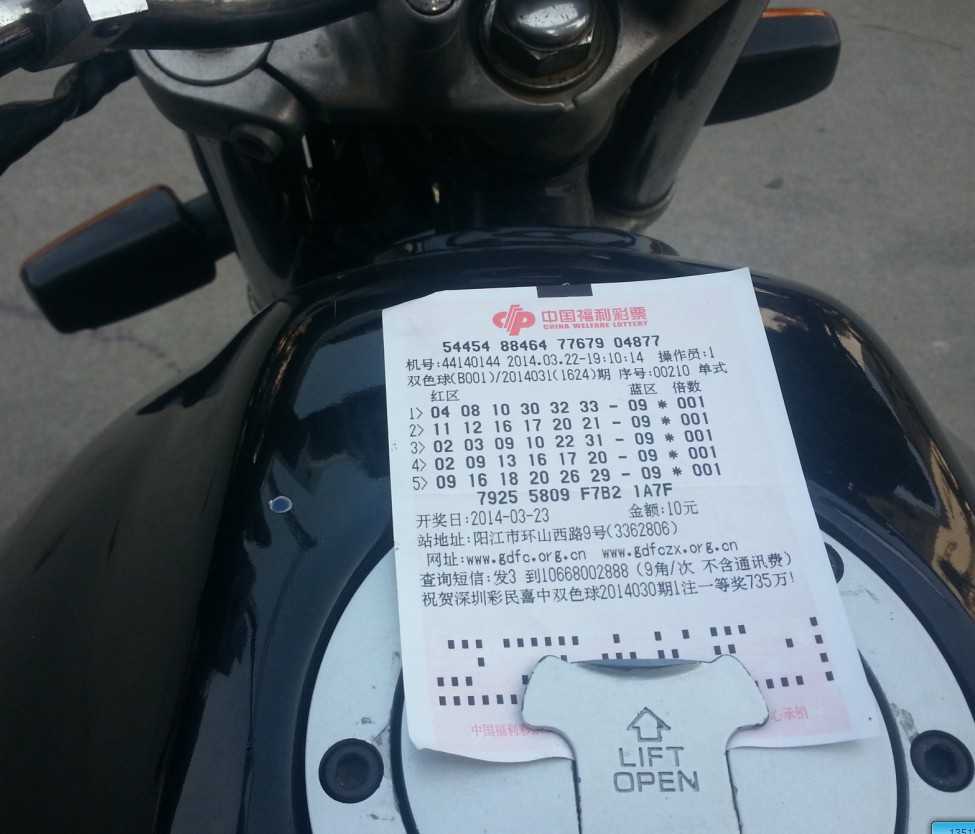 中国福利彩票
CHINA WELFARE LOTTERY
54454 88464 77679 04877
机号:44140144 2014.03.22-19:10:14 操作员:1
双色球(B001)/2014031(1624)期 序号:00210 单式
红区 蓝区 倍数
1> 04 08 10 30 32 33 - 09 * 001
2> 11 12 16 17 20 21 - 09 * 001
3> 02 03 09 10 22 31 - 09 * 001
4> 02 09 13 16 17 20 - 09 * 001
5> 09 16 18 20 26 29 - 09 * 001
7925 5809 F7B2 1A7F
开奖日:2014-03-23 金额:10元
站地址:阳江市环山西路9号(3362806)
网址:www.gdfc.org.cn www.gdfczx.org.cn
查询短信:发3 到10668002888(9角/次 不含通讯费)
祝贺深圳彩民喜中双色球2014030期1注一等奖735万!
中国福利彩 心承销
LIFT
OPEN